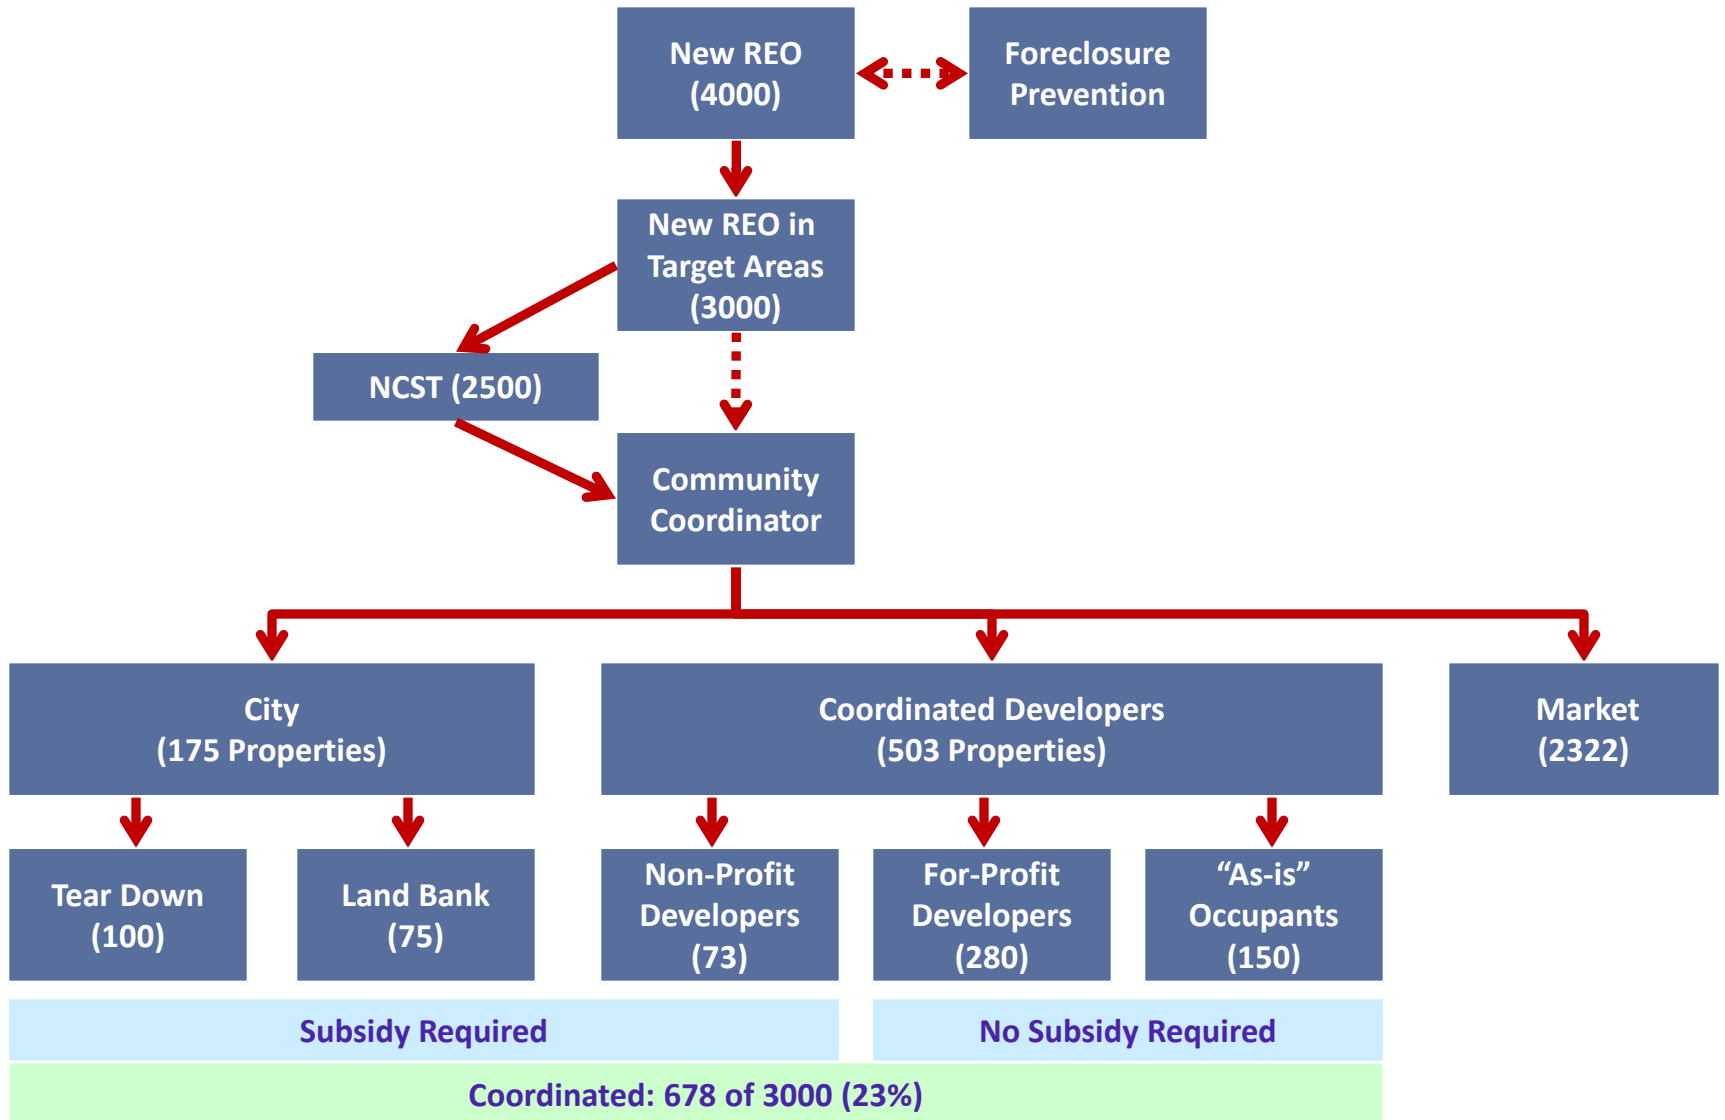 New REO
(4000)
Foreclosure
Prevention
New REO in
Target Areas
(3000)
NCST (2500)
Community
Coordinator
City
(175 Properties)
Coordinated Developers
(503 Properties)
Market
(2322)
Tear Down
(100)
Land Bank
(75)
Non-Profit
Developers
(73)
For-Profit
Developers
(280)
“As-is”
Occupants
(150)
Subsidy Required
No Subsidy Required
Coordinated: 678 of 3000 (23%)